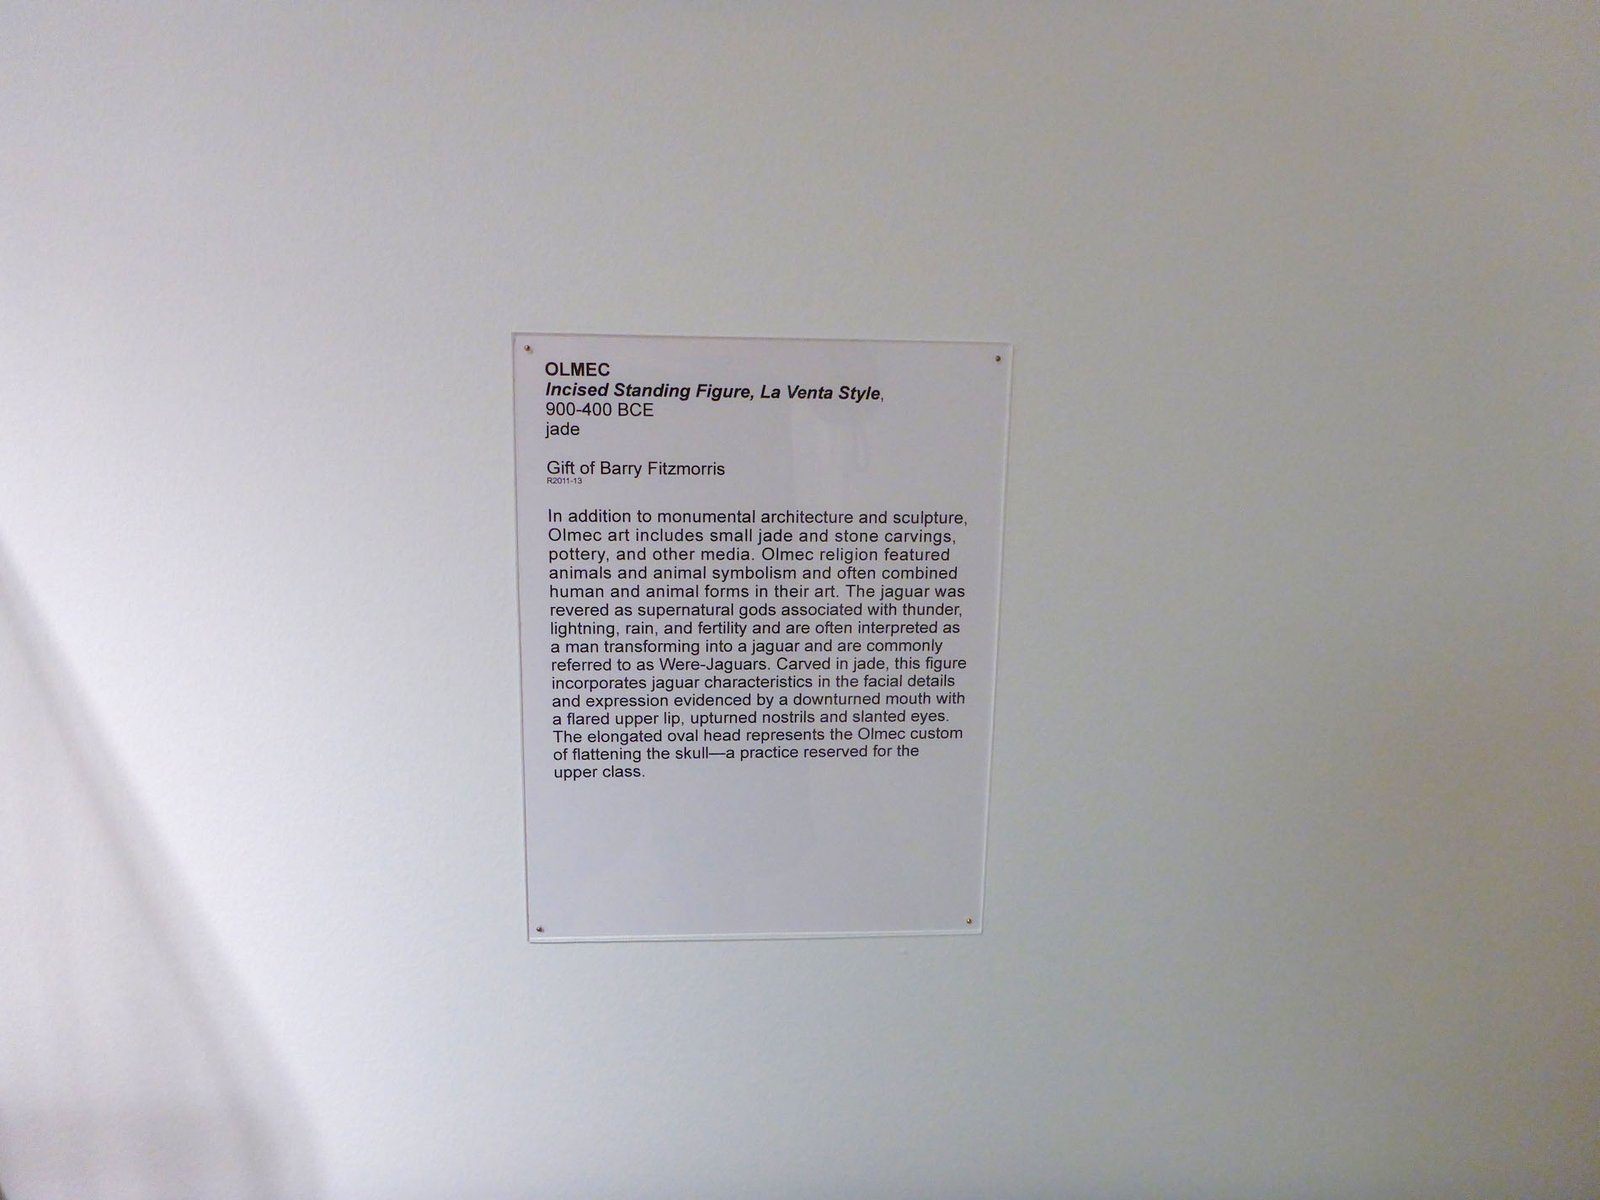 OLMEC
Incised Standing Figure, La Venta Style,
900-400 BCE
jade
Gift of Barry Fitzmorris
R2011-13
In addition to monumental architecture and sculpture,
Olmec art includes small jade and stone carvings,
pottery, and other media. Olmec religion featured
animals and animal symbolism and often combined
human and animal forms in their art. The jaguar was
revered as supernatural gods associated with thunder,
lightning, rain, and fertility and are often interpreted as
a man transforming into a jaguar and are commonly
referred to as Were-Jaguars. Carved in jade, this figure
incorporates jaguar characteristics in the facial details
and expression evidenced by a downturned mouth with
a flared upper lip, upturned nostrils and slanted eyes.
The elongated oval head represents the Olmec custom
of flattening the skull—a practice reserved for the
upper class.